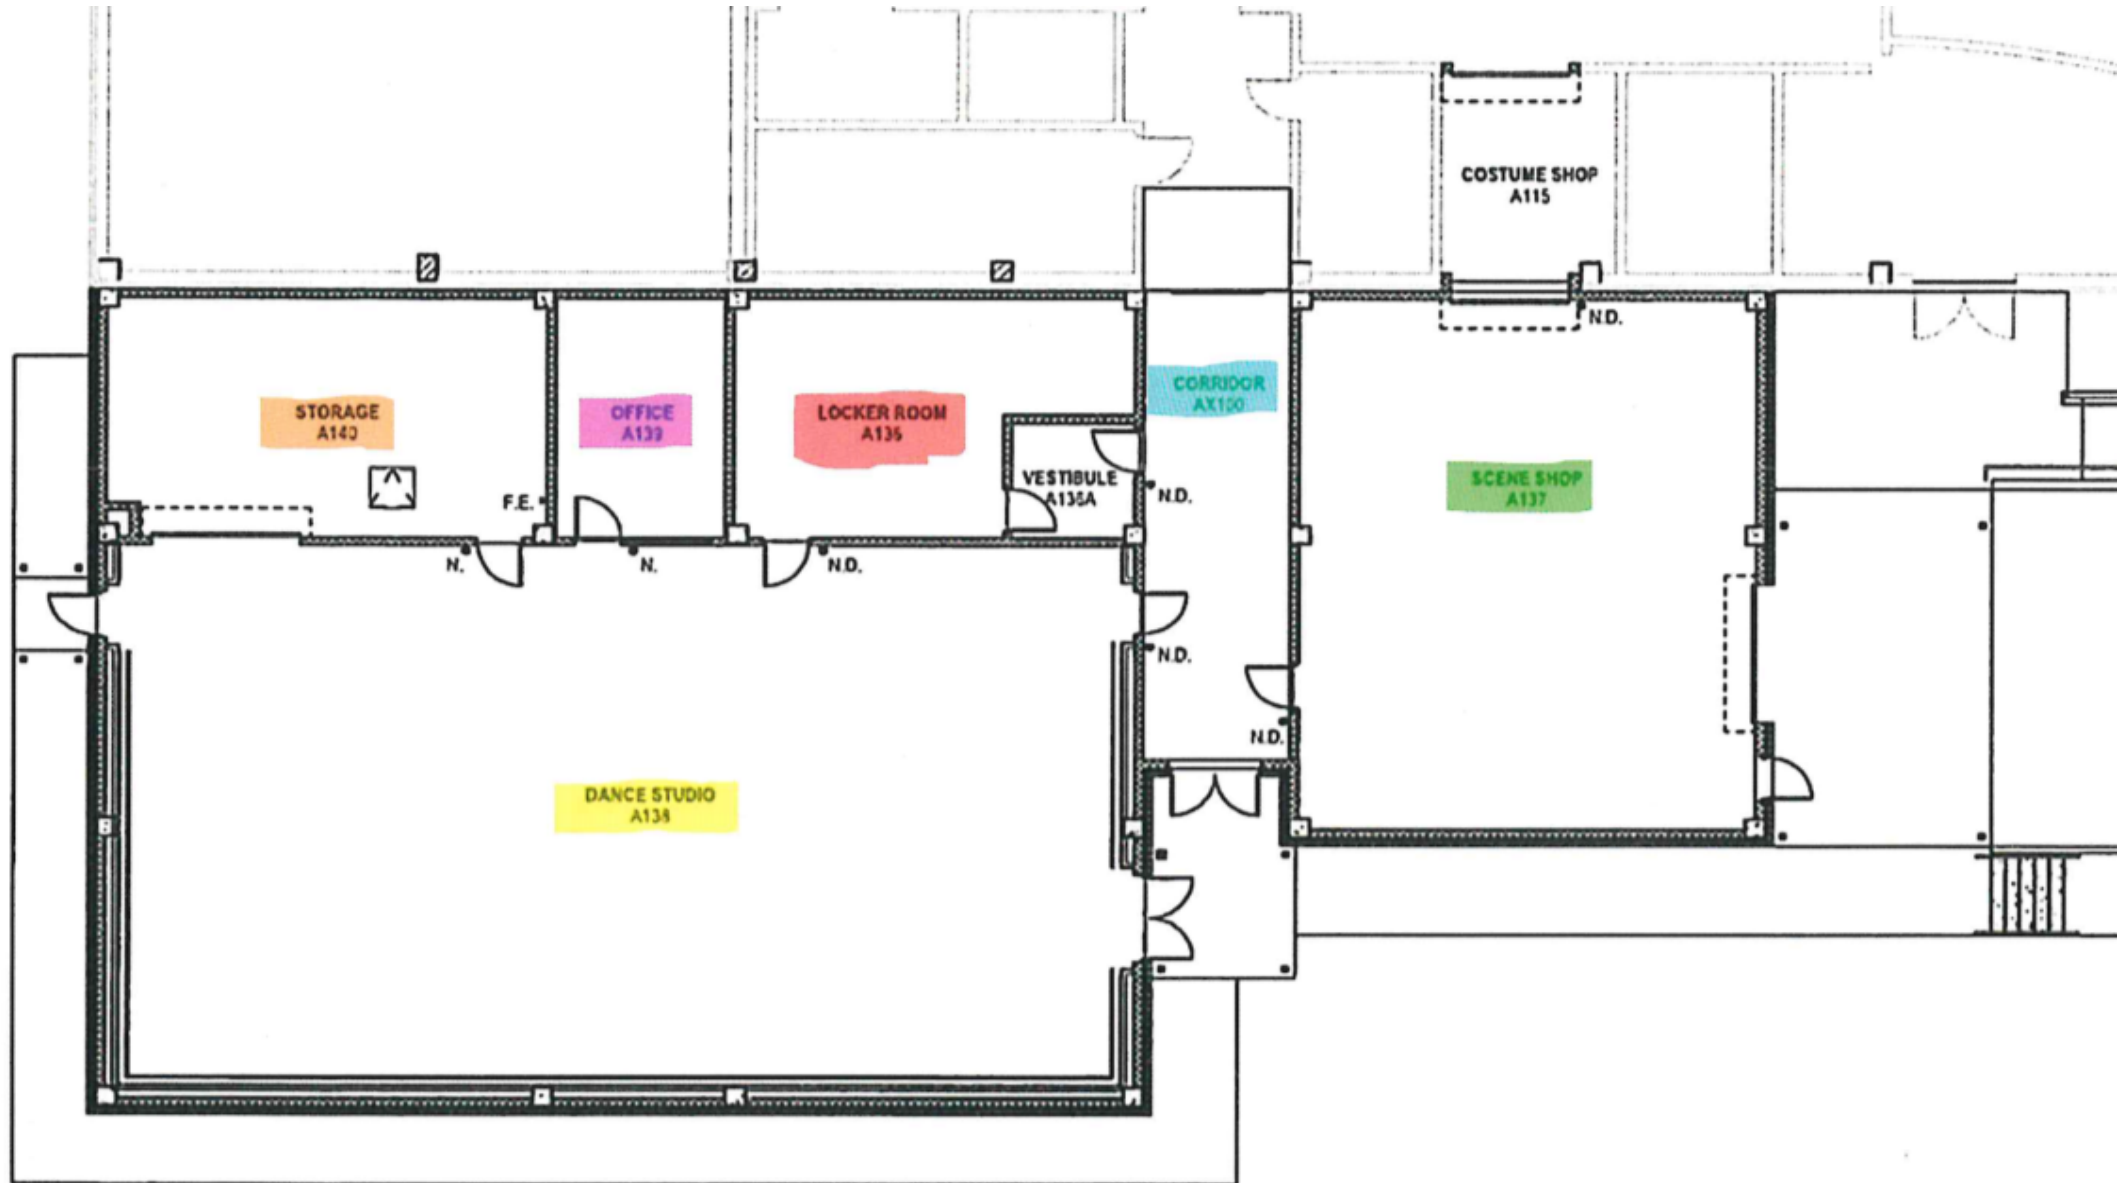 COSTUME SHOP
A115
N.D.
CORRIDOR
AX100
STORAGE
A140
OFFICE
A139
LOCKER ROOM
A136
SCENE SHOP
A137
VESTIBULE
A136A
F.E.
N.D.
N.
N.
N.D.
N.D.
N.D.
DANCE STUDIO
A138